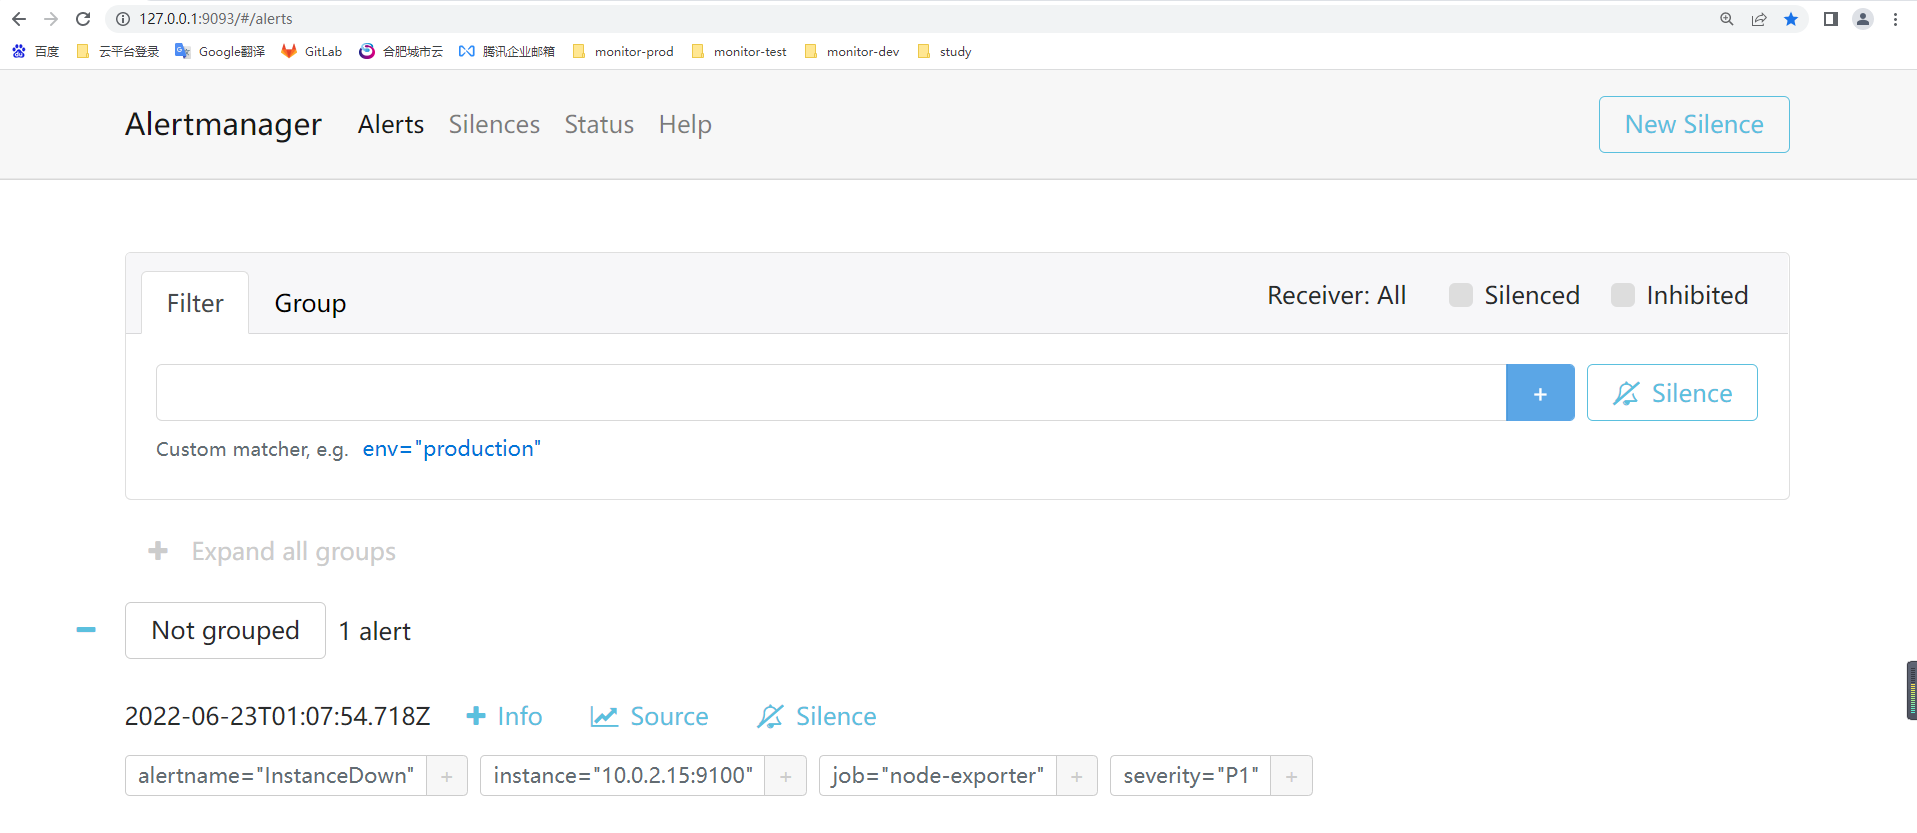 127.0.0.1:9093/#/alerts
百度 云平台登录 Google翻译 GitLab 合肥城市云 腾讯企业邮箱 monitor-prod monitor-test monitor-dev study
Alertmanager Alerts Silences Status Help New Silence
Filter Group Receiver: All Silenced Inhibited
+ Silence
Custom matcher, e.g. env="production"
+ Expand all groups
− Not grouped 1 alert
2022-06-23T01:07:54.718Z + Info Source Silence
alertname="InstanceDown" + instance="10.0.2.15:9100" + job="node-exporter" + severity="P1" +